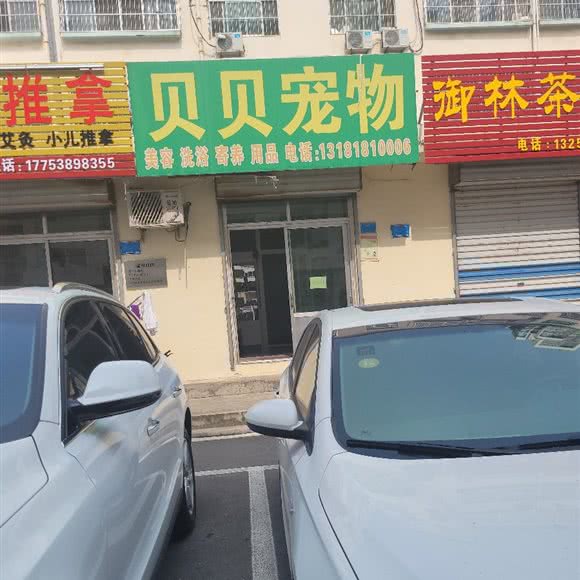 推拿
艾灸 小儿推拿
话：17753898355
贝贝宠物
美容 洗浴 寄养 用品 电话:13181810006
御林茶
电话：1325